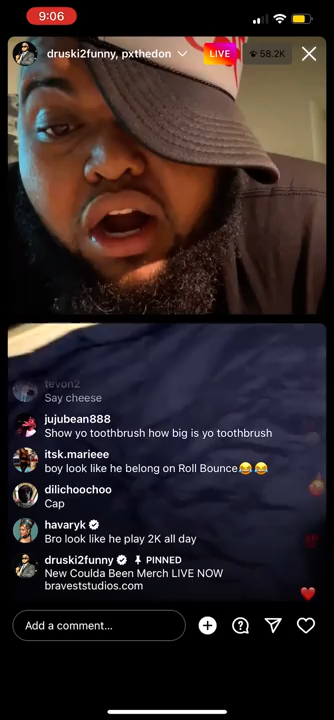 9:06
druski2funny, pxthedon
LIVE
58.2K
tevon2
Say cheese
jujubean888
Show yo toothbrush how big is yo toothbrush
itsk.marieee
boy look like he belong on Roll Bounce😂😂
dilichoochoo
Cap
havaryk
Bro look like he play 2K all day
druski2funny PINNED
New Coulda Been Merch LIVE NOW
braveststudios.com
Add a comment...